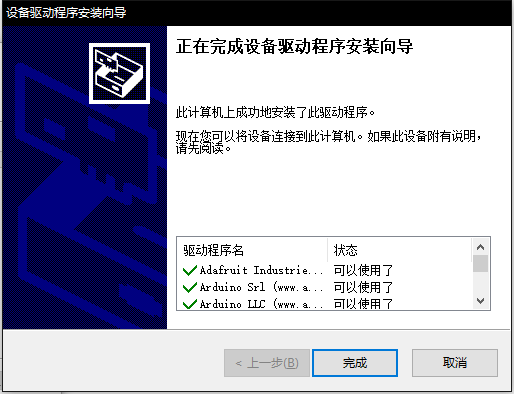 设备驱动程序安装向导
正在完成设备驱动程序安装向导
此计算机上成功地安装了此驱动程序。
现在您可以将设备连接到此计算机。如果此设备附有说明，
请先阅读。
驱动程序名 状态
Adafruit Industrie... 可以使用了
Arduino Srl (www.a... 可以使用了
Arduino LLC (www.a... 可以使用了
< 上一步(B) 完成 取消